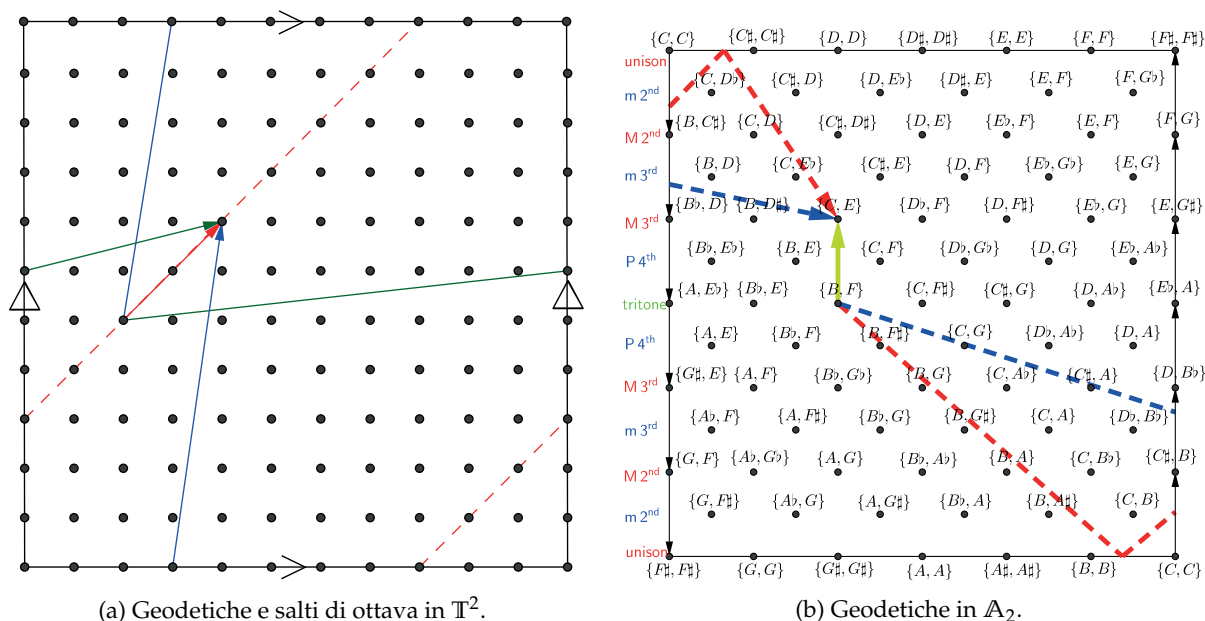 {C, C} {C♯, C♯} {D, D} {D♯, D♯} {E, E} {F, F} {F♯, F♯}
unison
m 2nd {C, D♭} {C♯, D} {D, E♭} {D♯, E} {E, F} {F, G♭}
M 2nd {B, C♯} {C, D} {C♯, D♯} {D, E} {E♭, F} {E, F} {F, G}
m 3rd {B, D} {C, E♭} {C♯, E} {D, F} {E♭, G♭} {E, G}
M 3rd {B♭, D} {B, D♯} {C, E} {D♭, F} {D, F♯} {E♭, G} {E, G♯}
P 4th {B♭, E♭} {B, E} {C, F} {D♭, G♭} {D, G} {E♭, A♭}
tritone {A, E♭} {B♭, E} {B, F} {C, F♯} {C♯, G} {D, A♭} {E♭, A}
P 4th {A, E} {B♭, F} {B, F♯} {C, G} {D♭, A♭} {D, A}
M 3rd {G♯, E} {A, F} {B♭, G♭} {B, G} {C, A♭} {C♯, A} {D, B♭}
m 3rd {A♭, F} {A, F♯} {B♭, G} {B, G♯} {C, A} {D♭, B♭}
M 2nd {G, F} {A♭, G♭} {A, G} {B♭, A♭} {B, A} {C, B♭} {C♯, B}
m 2nd {G, F♯} {A♭, G} {A, G♯} {B♭, A} {B, A♯} {C, B}
unison
{F♯, F♯} {G, G} {G♯, G♯} {A, A} {A♯, A♯} {B, B} {C, C}
(a) Geodetiche e salti di ottava in 𝕋².
(b) Geodetiche in 𝔸₂.